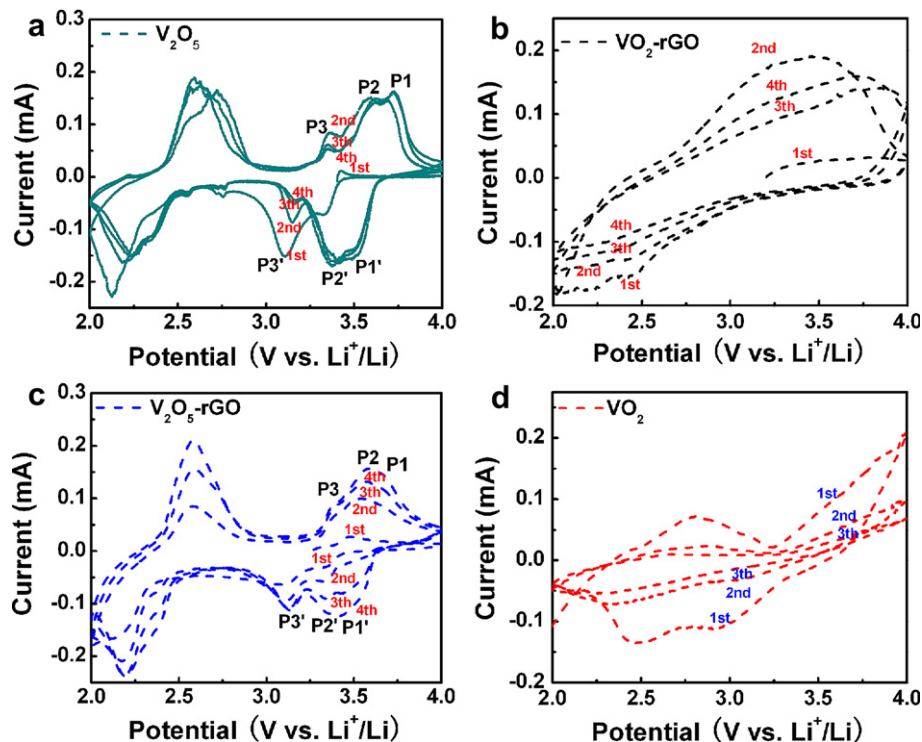 a
V₂O₅
Current (mA)
0.3
0.2
0.1
0.0
-0.1
-0.2
P3
P2
P1
2nd
3th
4th
1st
4th
3th
2nd
1st
P3'
P2'
P1'
2.0 2.5 3.0 3.5 4.0
Potential (V vs. Li⁺/Li)
b
VO₂-rGO
Current (mA)
0.2
0.1
0.0
-0.1
-0.2
2nd
4th
3th
1st
4th
3th
2nd
1st
2.0 2.5 3.0 3.5 4.0
Potential (V vs. Li⁺/Li)
c
V₂O₅-rGO
Current (mA)
0.3
0.2
0.1
0.0
-0.1
-0.2
P2
P1
P3
4th
3th
2nd
1st
1st
2nd
3th
4th
P3'
P2'
P1'
2.0 2.5 3.0 3.5 4.0
Potential (V vs. Li⁺/Li)
d
VO₂
Current (mA)
0.2
0.1
0.0
-0.1
-0.2
1st
2nd
3th
3th
2nd
1st
2.0 2.5 3.0 3.5 4.0
Potential (V vs. Li⁺/Li)